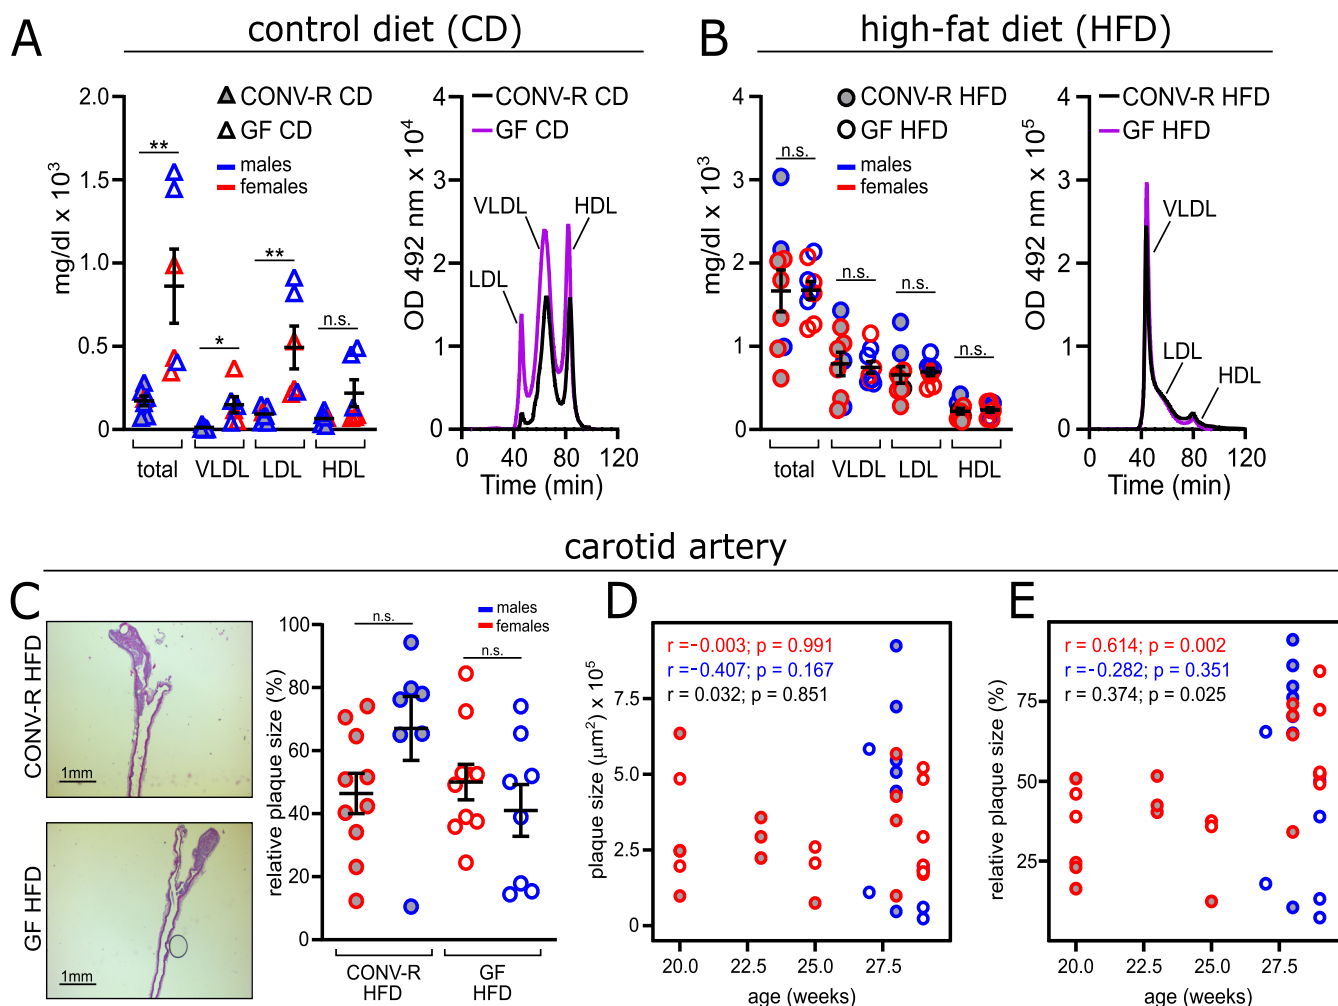 A
control diet (CD)
2.0
1.5
1.0
0.5
0
mg/dl x 10³
CONV-R CD
GF CD
males
females
**
*
**
n.s.
total
VLDL
LDL
HDL
4
3
2
1
0
OD 492 nm x 10⁴
CONV-R CD
GF CD
VLDL
HDL
LDL
0
40
80
120
Time (min)
B
high-fat diet (HFD)
4
3
2
1
0
mg/dl x 10³
CONV-R HFD
GF HFD
males
females
n.s.
n.s.
n.s.
n.s.
total
VLDL
LDL
HDL
4
3
2
1
0
OD 492 nm x 10⁵
CONV-R HFD
GF HFD
VLDL
LDL
HDL
0
40
80
120
Time (min)
carotid artery
C
CONV-R HFD
1mm
GF HFD
1mm
100
80
60
40
20
0
relative plaque size (%)
males
females
n.s.
n.s.
CONV-R
HFD
GF
HFD
D
r =-0.003; p = 0.991
r =-0.407; p = 0.167
r = 0.032; p = 0.851
plaque size (μm²) x 10⁵
7.5
5.0
2.5
0
20.0
22.5
25.0
27.5
age (weeks)
E
r = 0.614; p = 0.002
r =-0.282; p = 0.351
r = 0.374; p = 0.025
relative plaque size (%)
75
50
25
20.0
22.5
25.0
27.5
age (weeks)